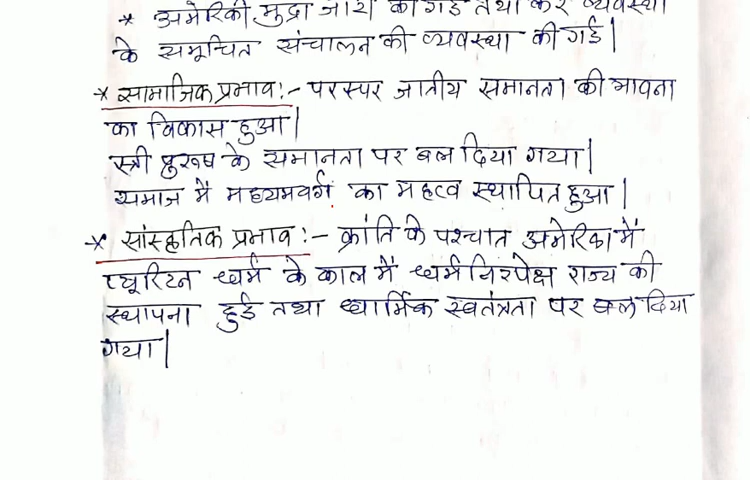 * अमेरिकी मुद्रा जारी की गई तथा कर व्यवस्था
के समुचित संचालन की व्यवस्था की गई|
* सामाजिक प्रभाव :- परस्पर जातीय समानता की भावना
का विकास हुआ|
स्त्री पुरुष के समानता पर बल दिया गया|
समाज में मध्यमवर्ग का महत्व स्थापित हुआ|
* सांस्कृतिक प्रभाव :- क्रांति के पश्चात अमेरिका में
प्यूरिटन धर्म के काल में धर्मनिरपेक्ष राज्य की
स्थापना हुई तथा धार्मिक स्वतंत्रता पर बल दिया
गया|